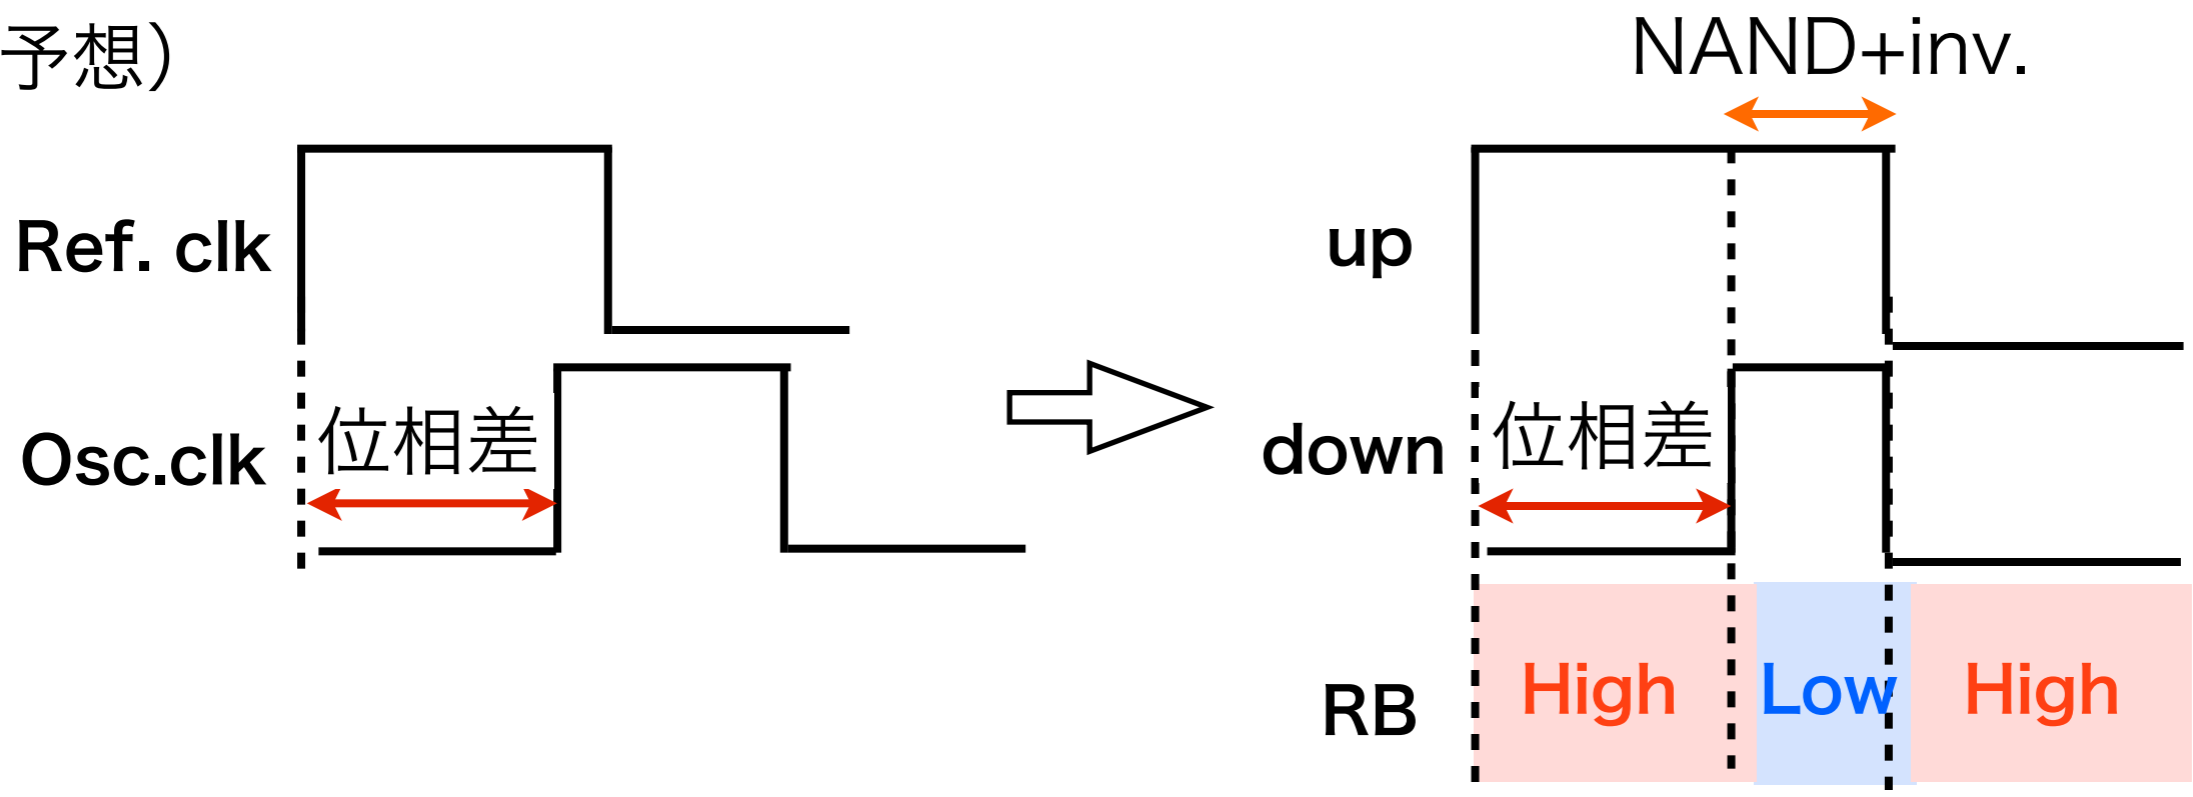 予想）
NAND+inv.
Ref. clk
up
Osc.clk
位相差
down
位相差
RB
High
Low
High